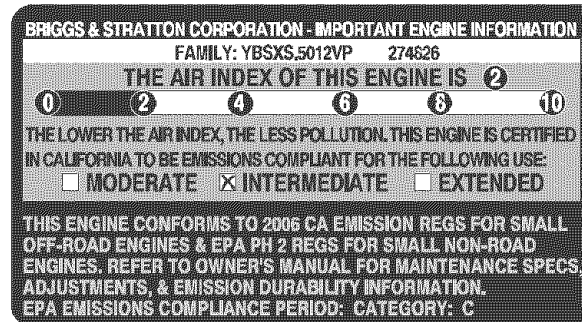 BRIGGS & STRATTON CORPORATION - IMPORTANT ENGINE INFORMATION
FAMILY: YBSXS.5012VP 274826
THE AIR INDEX OF THIS ENGINE IS 2
0 2 4 6 8 10
THE LOWER THE AIR INDEX, THE LESS POLLUTION. THIS ENGINE IS CERTIFIED
IN CALIFORNIA TO BE EMISSIONS COMPLIANT FOR THE FOLLOWING USE:
MODERATE INTERMEDIATE EXTENDED
THIS ENGINE CONFORMS TO 2006 CA EMISSION REGS FOR SMALL
OFF-ROAD ENGINES & EPA PH 2 REGS FOR SMALL NON-ROAD
ENGINES. REFER TO OWNER'S MANUAL FOR MAINTENANCE SPECS,
ADJUSTMENTS, & EMISSION DURABILITY INFORMATION.
EPA EMISSIONS COMPLIANCE PERIOD: CATEGORY: C